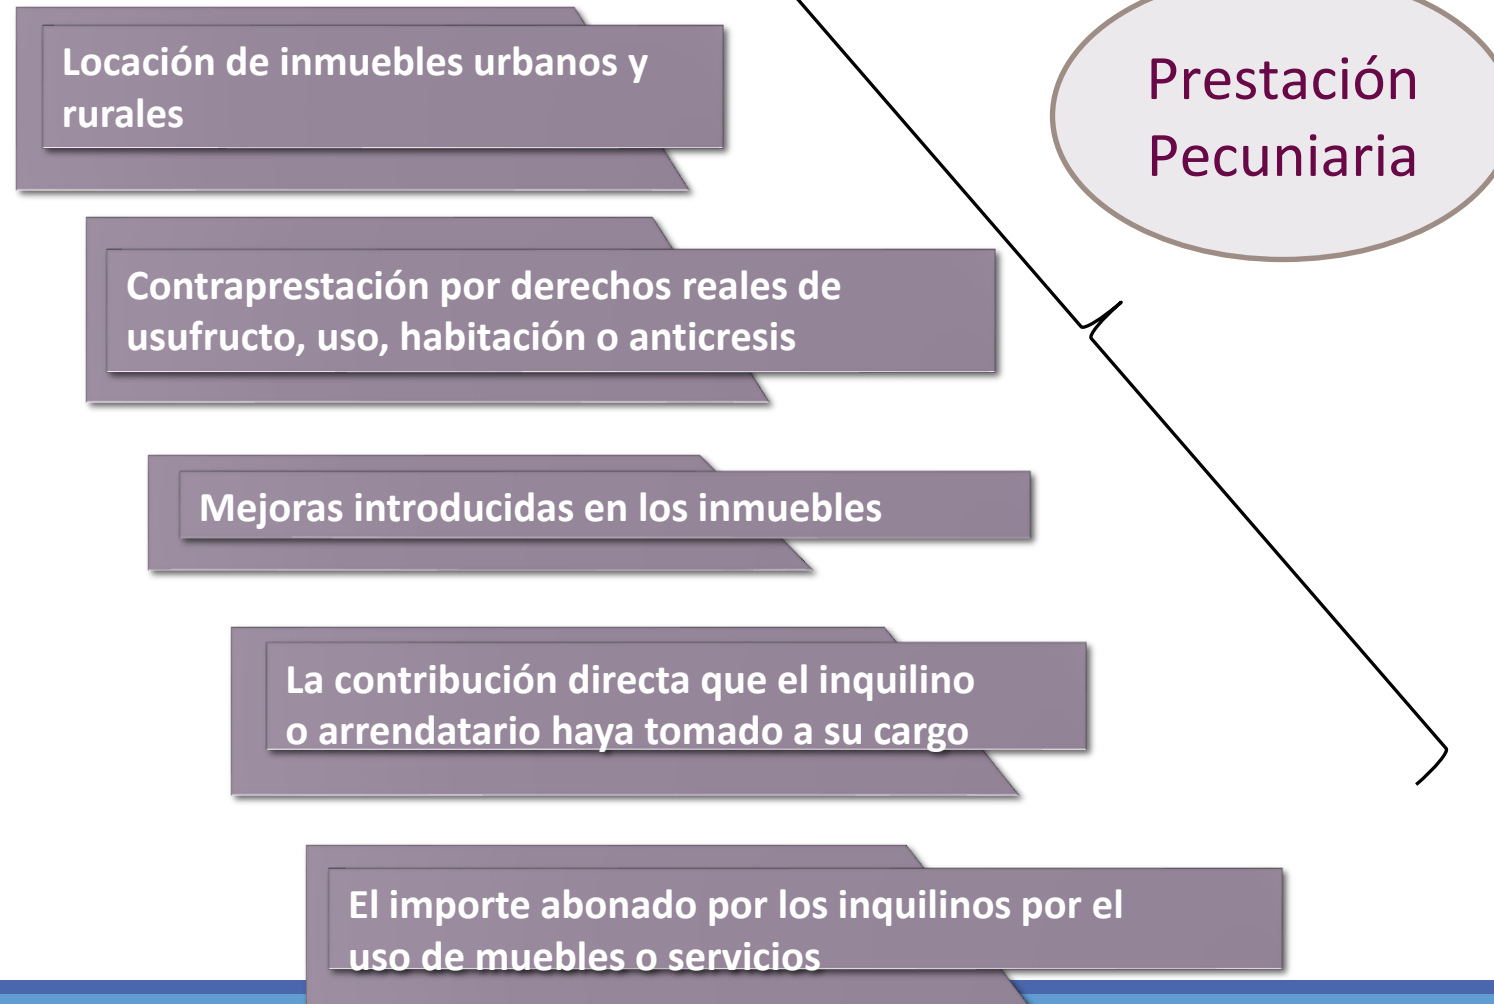 Locación de inmuebles urbanos y
rurales
Prestación
Pecuniaria
Contraprestación por derechos reales de
usufructo, uso, habitación o anticresis
Mejoras introducidas en los inmuebles
La contribución directa que el inquilino
o arrendatario haya tomado a su cargo
El importe abonado por los inquilinos por el
uso de muebles o servicios